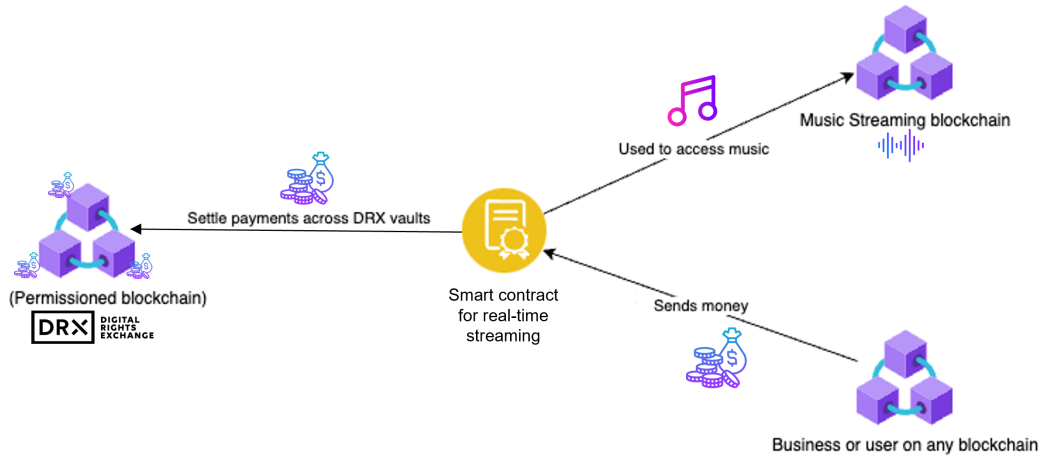 Music Streaming blockchain
Used to access music
Settle payments across DRX vaults
(Permissioned blockchain)
DRX DIGITAL
RIGHTS
EXCHANGE
Smart contract
for real-time
streaming
Sends money
Business or user on any blockchain